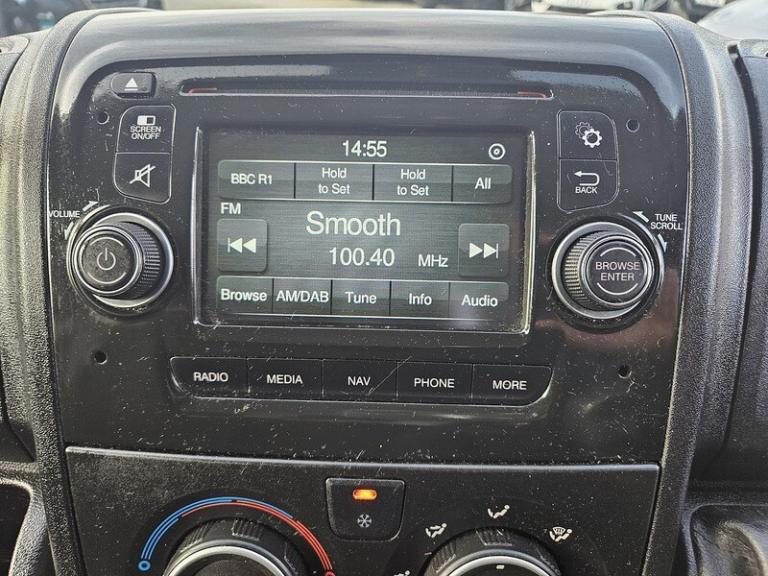 SCREEN
ON/OFF
14:55
BBC R1
Hold
to Set
Hold
to Set
All
BACK
VOLUME
FM
Smooth
100.40 MHz
TUNE
SCROLL
BROWSE
ENTER
Browse
AM/DAB
Tune
Info
Audio
RADIO
MEDIA
NAV
PHONE
MORE